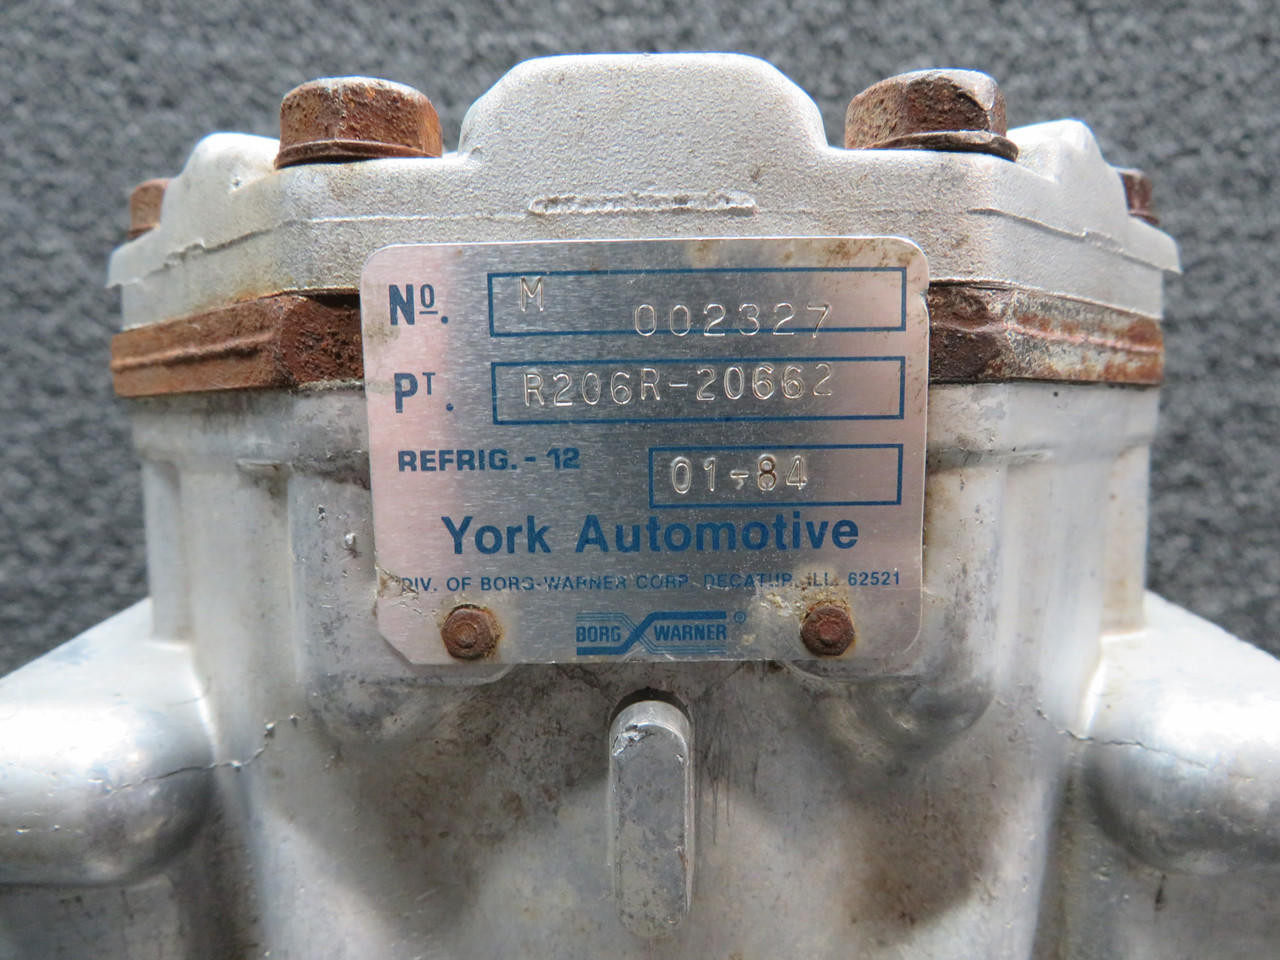 Nº. M 002327
PT. R206R-20662
REFRIG. - 12 01-84
York Automotive
DIV. OF BORG-WARNER CORP. DECATUR, ILL. 62521
BORG WARNER ®